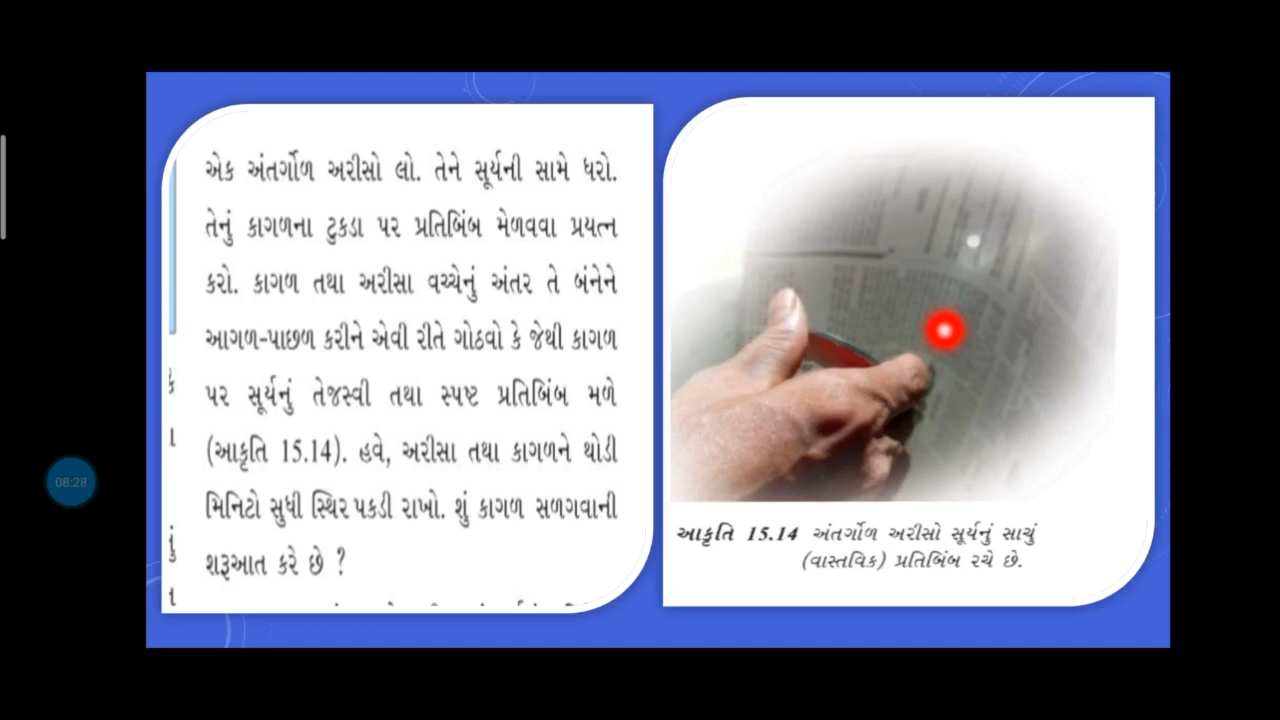 એક અંતર્ગોળ અરીસો લો. તેને સૂર્યની સામે ધરો.
તેનું કાગળના ટુકડા પર પ્રતિબિંબ મેળવવા પ્રયત્ન
કરો. કાગળ તથા અરીસા વચ્ચેનું અંતર તે બંનેને
આગળ-પાછળ કરીને એવી રીતે ગોઠવો કે જેથી કાગળ
પર સૂર્યનું તેજસ્વી તથા સ્પષ્ટ પ્રતિબિંબ મળે
(આકૃતિ 15.14). હવે, અરીસા તથા કાગળને થોડી
મિનિટો સુધી સ્થિર પકડી રાખો. શું કાગળ સળગવાની
શરૂઆત કરે છે ?
આકૃતિ 15.14 અંતર્ગોળ અરીસો સૂર્યનું સાચું
(વાસ્તવિક) પ્રતિબિંબ રચે છે.
08:28